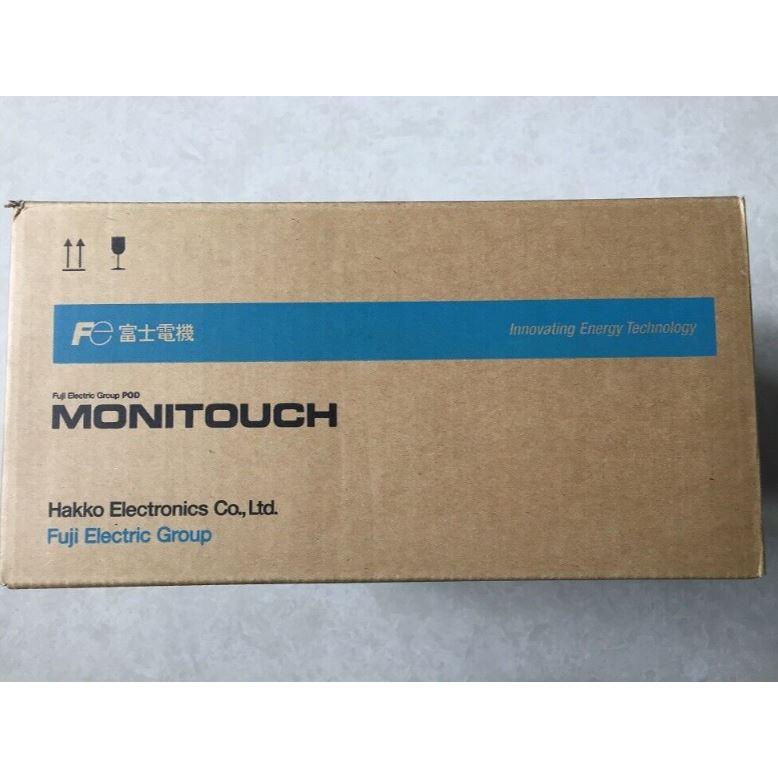 Fe 富士電機 Innovating Energy Technology
Fuji Electric Group POD
MONITOUCH
Hakko Electronics Co., Ltd.
Fuji Electric Group